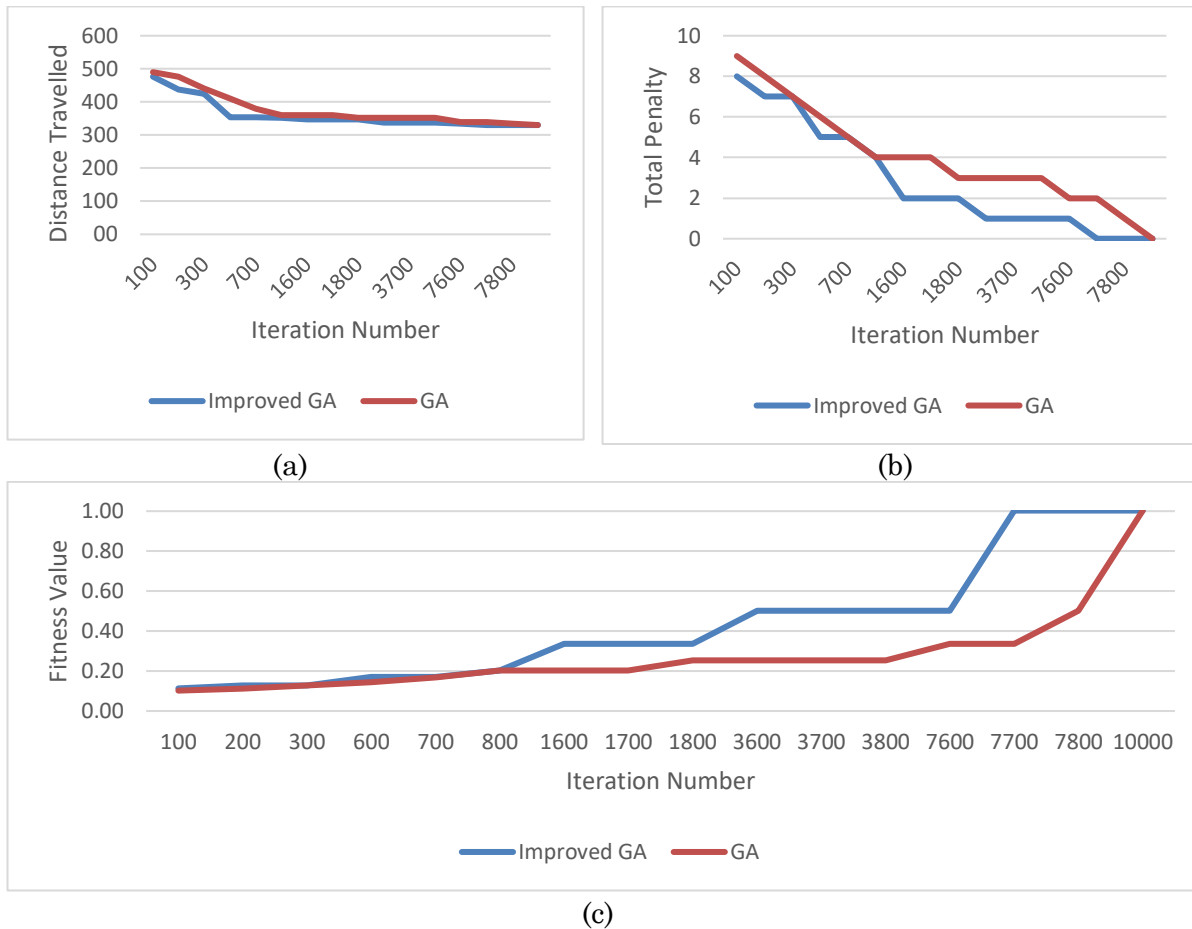 600
500
400
300
200
100
00
Distance Travelled
100 300 700 1600 1800 3700 7600 7800
Iteration Number
Improved GA GA
(a)
10
8
6
4
2
0
Total Penalty
100 300 700 1600 1800 3700 7600 7800
Iteration Number
Improved GA GA
(b)
1.00
0.80
0.60
0.40
0.20
0.00
Fitness Value
100 200 300 600 700 800 1600 1700 1800 3600 3700 3800 7600 7700 7800 10000
Iteration Number
Improved GA GA
(c)